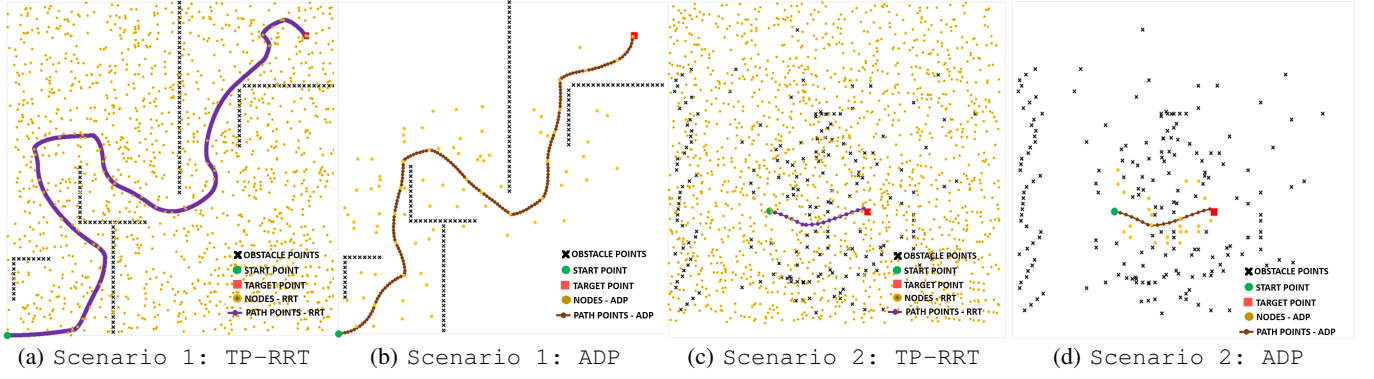 OBSTACLE POINTS
START POINT
TARGET POINT
NODES - RRT
PATH POINTS - RRT
OBSTACLE POINTS
START POINT
TARGET POINT
NODES - ADP
PATH POINTS - ADP
OBSTACLE POINTS
START POINT
TARGET POINT
NODES - RRT
PATH POINTS - RRT
OBSTACLE POINTS
START POINT
TARGET POINT
NODES - ADP
PATH POINTS - ADP
(a) Scenario 1: TP-RRT
(b) Scenario 1: ADP
(c) Scenario 2: TP-RRT
(d) Scenario 2: ADP